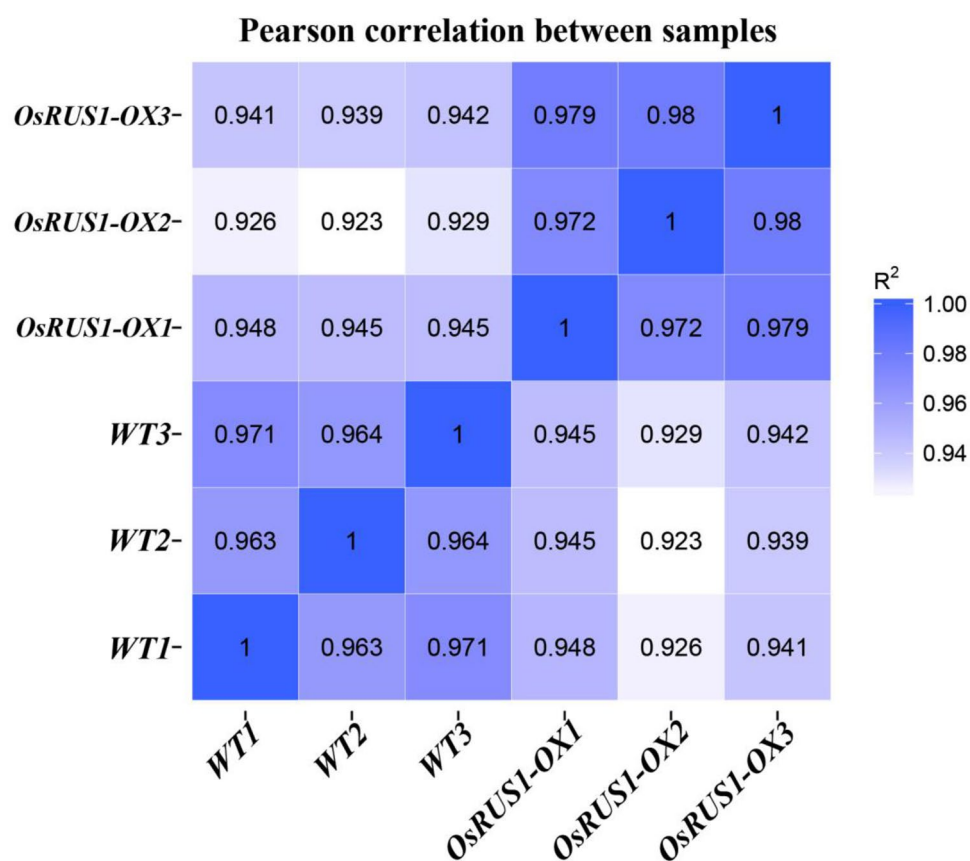 Pearson correlation between samples
OsRUS1-OX3 0.941 0.939 0.942 0.979 0.98 1
OsRUS1-OX2 0.926 0.923 0.929 0.972 1 0.98
OsRUS1-OX1 0.948 0.945 0.945 1 0.972 0.979
WT3 0.971 0.964 1 0.945 0.929 0.942
WT2 0.963 1 0.964 0.945 0.923 0.939
WT1 1 0.963 0.971 0.948 0.926 0.941
WT1 WT2 WT3 OsRUS1-OX1 OsRUS1-OX2 OsRUS1-OX3
R²
1.00
0.98
0.96
0.94